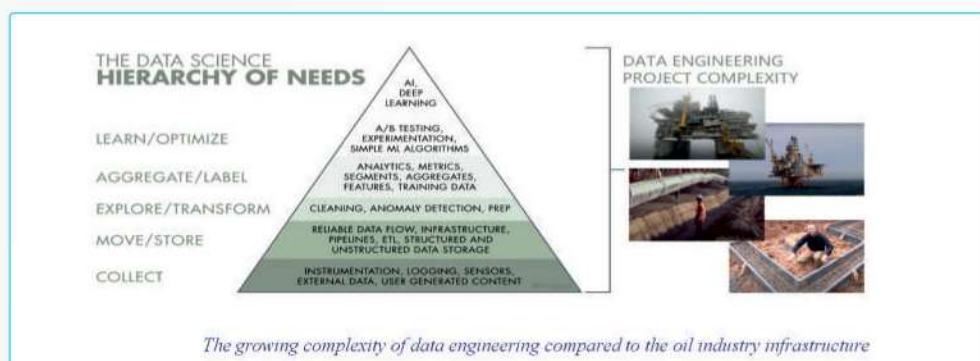 THE DATA SCIENCE
HIERARCHY OF NEEDS
LEARN/OPTIMIZE
AGGREGATE/LABEL
EXPLORE/TRANSFORM
MOVE/STORE
COLLECT
AI,
DEEP
LEARNING
A/B TESTING,
EXPERIMENTATION,
SIMPLE ML ALGORITHMS
ANALYTICS, METRICS,
SEGMENTS, AGGREGATES,
FEATURES, TRAINING DATA
CLEANING, ANOMALY DETECTION, PREP
RELIABLE DATA FLOW, INFRASTRUCTURE,
PIPELINES, ETL, STRUCTURED AND
UNSTRUCTURED DATA STORAGE
INSTRUMENTATION, LOGGING, SENSORS,
EXTERNAL DATA, USER GENERATED CONTENT
DATA ENGINEERING
PROJECT COMPLEXITY
The growing complexity of data engineering compared to the oil industry infrastructure